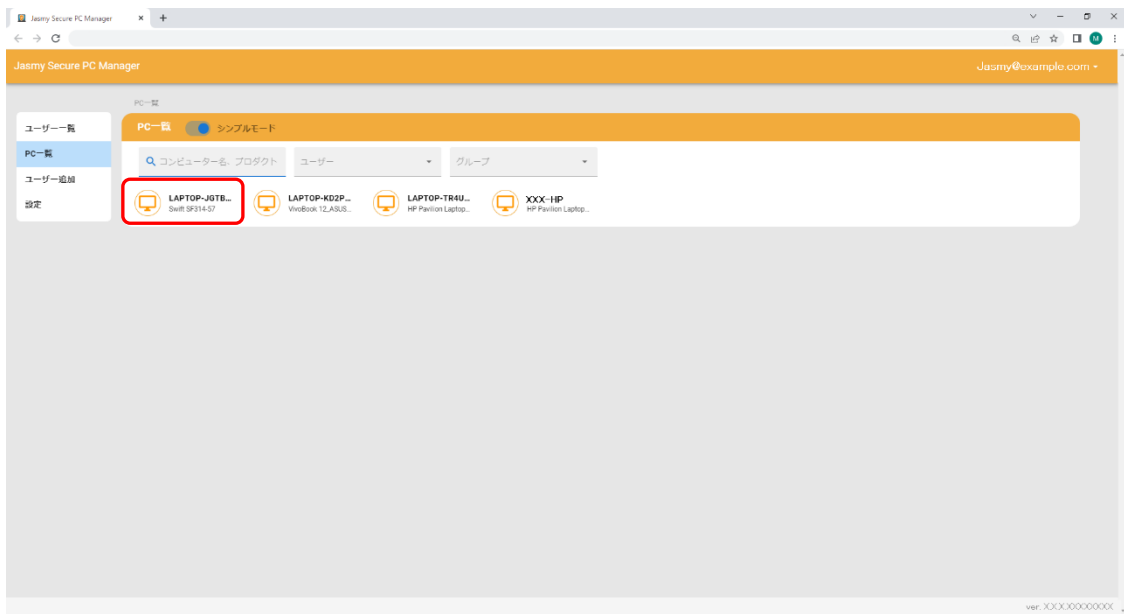 Jasmy Secure PC Manager
M
Jasmy Secure PC Manager
Jasmy@example.com
PC一覧
ユーザー一覧
PC一覧
ユーザー追加
設定
PC一覧 シンプルモード
コンピューター名、プロダクト ユーザー グループ
LAPTOP-JGTB...
Swift SF314-57
LAPTOP-KD2P...
VivoBook 12_ASUS...
LAPTOP-TR4U...
HP Pavilion Laptop...
XXX-HP
HP Pavilion Laptop...
ver. XX.X.XXXXXXXX